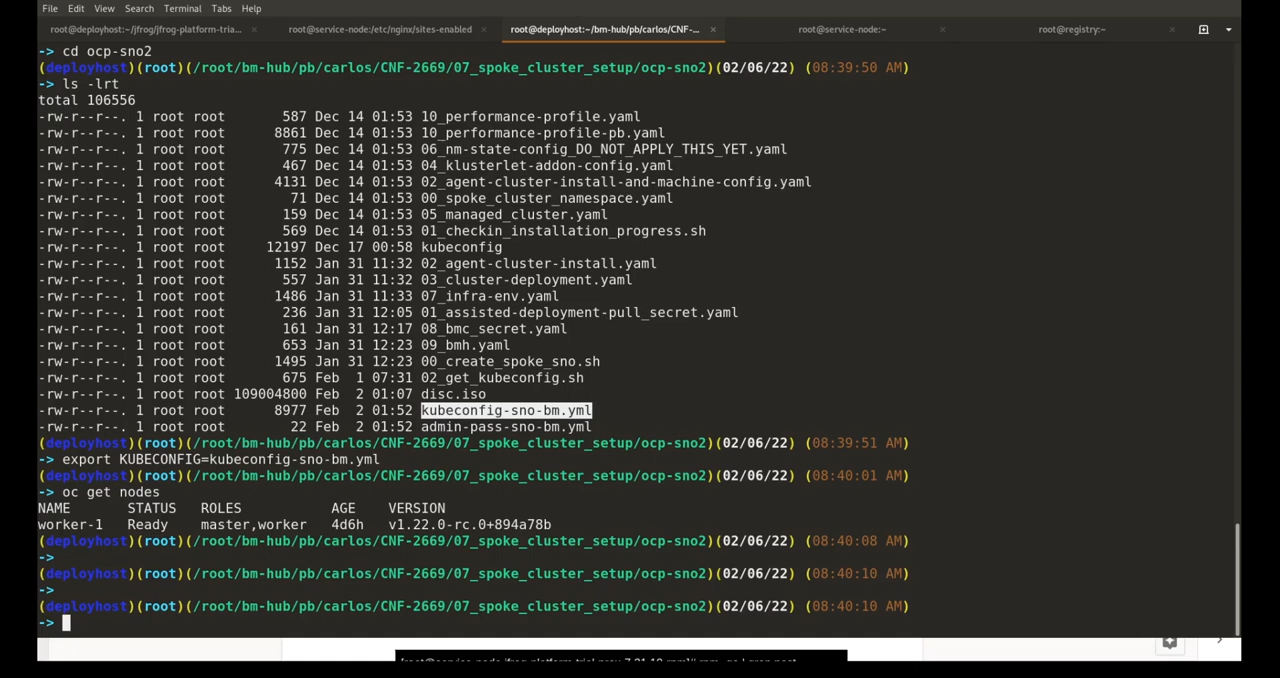 File Edit View Search Terminal Tabs Help
root@deployhost:~/jfrog/jfrog-platform-tria... × root@service-node:/etc/nginx/sites-enabled × root@deployhost:~/bm-hub/pb/carlos/CNF-... × root@service-node:~ × root@registry:~ ×
-> cd ocp-sno2
(deployhost)(root)(/root/bm-hub/pb/carlos/CNF-2669/07_spoke_cluster_setup/ocp-sno2)(02/06/22) (08:39:50 AM)
-> ls -lrt
total 106556
-rw-r--r--. 1 root root 587 Dec 14 01:53 10_performance-profile.yaml
-rw-r--r--. 1 root root 8861 Dec 14 01:53 10_performance-profile-pb.yaml
-rw-r--r--. 1 root root 775 Dec 14 01:53 06_nm-state-config_DO_NOT_APPLY_THIS_YET.yaml
-rw-r--r--. 1 root root 467 Dec 14 01:53 04_klusterlet-addon-config.yaml
-rw-r--r--. 1 root root 4131 Dec 14 01:53 02_agent-cluster-install-and-machine-config.yaml
-rw-r--r--. 1 root root 71 Dec 14 01:53 00_spoke_cluster_namespace.yaml
-rw-r--r--. 1 root root 159 Dec 14 01:53 05_managed_cluster.yaml
-rw-r--r--. 1 root root 569 Dec 14 01:53 01_checkin_installation_progress.sh
-rw-r--r--. 1 root root 12197 Dec 17 00:58 kubeconfig
-rw-r--r--. 1 root root 1152 Jan 31 11:32 02_agent-cluster-install.yaml
-rw-r--r--. 1 root root 557 Jan 31 11:32 03_cluster-deployment.yaml
-rw-r--r--. 1 root root 1486 Jan 31 11:33 07_infra-env.yaml
-rw-r--r--. 1 root root 236 Jan 31 12:05 01_assisted-deployment-pull_secret.yaml
-rw-r--r--. 1 root root 161 Jan 31 12:17 08_bmc_secret.yaml
-rw-r--r--. 1 root root 653 Jan 31 12:23 09_bmh.yaml
-rw-r--r--. 1 root root 1495 Jan 31 12:23 00_create_spoke_sno.sh
-rw-r--r--. 1 root root 675 Feb 1 07:31 02_get_kubeconfig.sh
-rw-r--r--. 1 root root 109004800 Feb 2 01:07 disc.iso
-rw-r--r--. 1 root root 8977 Feb 2 01:52 kubeconfig-sno-bm.yml
-rw-r--r--. 1 root root 22 Feb 2 01:52 admin-pass-sno-bm.yml
(deployhost)(root)(/root/bm-hub/pb/carlos/CNF-2669/07_spoke_cluster_setup/ocp-sno2)(02/06/22) (08:39:51 AM)
-> export KUBECONFIG=kubeconfig-sno-bm.yml
(deployhost)(root)(/root/bm-hub/pb/carlos/CNF-2669/07_spoke_cluster_setup/ocp-sno2)(02/06/22) (08:40:01 AM)
-> oc get nodes
NAME STATUS ROLES AGE VERSION
worker-1 Ready master,worker 4d6h v1.22.0-rc.0+894a78b
(deployhost)(root)(/root/bm-hub/pb/carlos/CNF-2669/07_spoke_cluster_setup/ocp-sno2)(02/06/22) (08:40:08 AM)
->
(deployhost)(root)(/root/bm-hub/pb/carlos/CNF-2669/07_spoke_cluster_setup/ocp-sno2)(02/06/22) (08:40:10 AM)
->
(deployhost)(root)(/root/bm-hub/pb/carlos/CNF-2669/07_spoke_cluster_setup/ocp-sno2)(02/06/22) (08:40:10 AM)
->